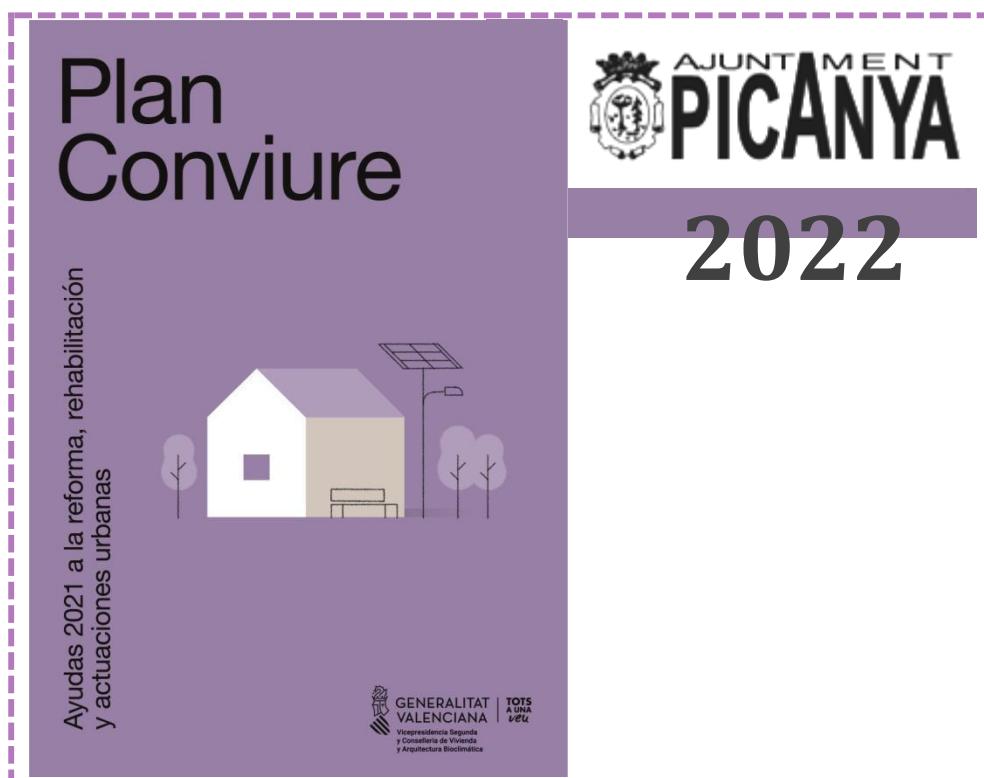 Plan
Conviure
Ayudas 2021 a la reforma, rehabilitación
y actuaciones urbanas
GENERALITAT
VALENCIANA
TOTS
A UNA
veu
Vicepresidencia Segunda
y Conselleria de Vivienda
y Arquitectura Bioclimática
AJUNTAMENT
PICANYA
2022